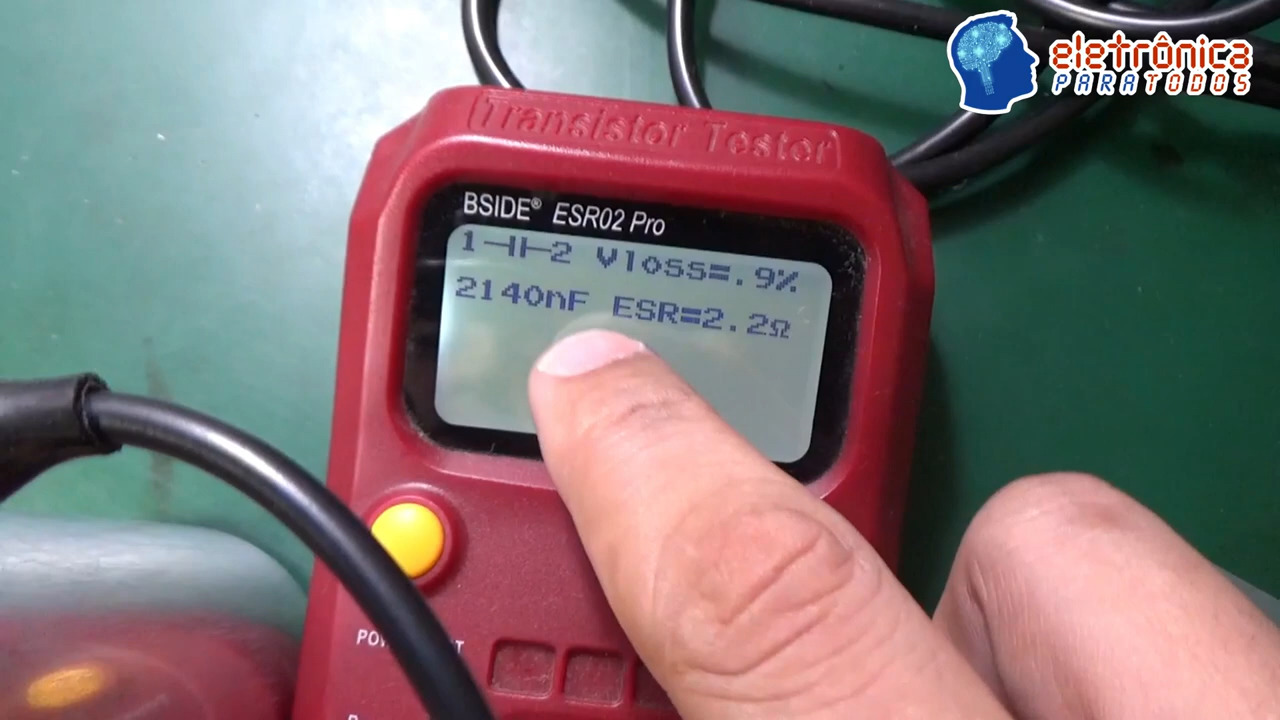 eletrônica
PARATODOS
Transistor Tester
BSIDE® ESR02 Pro
1⊣⊢2 Vloss=.9%
2140nF ESR=2.2Ω